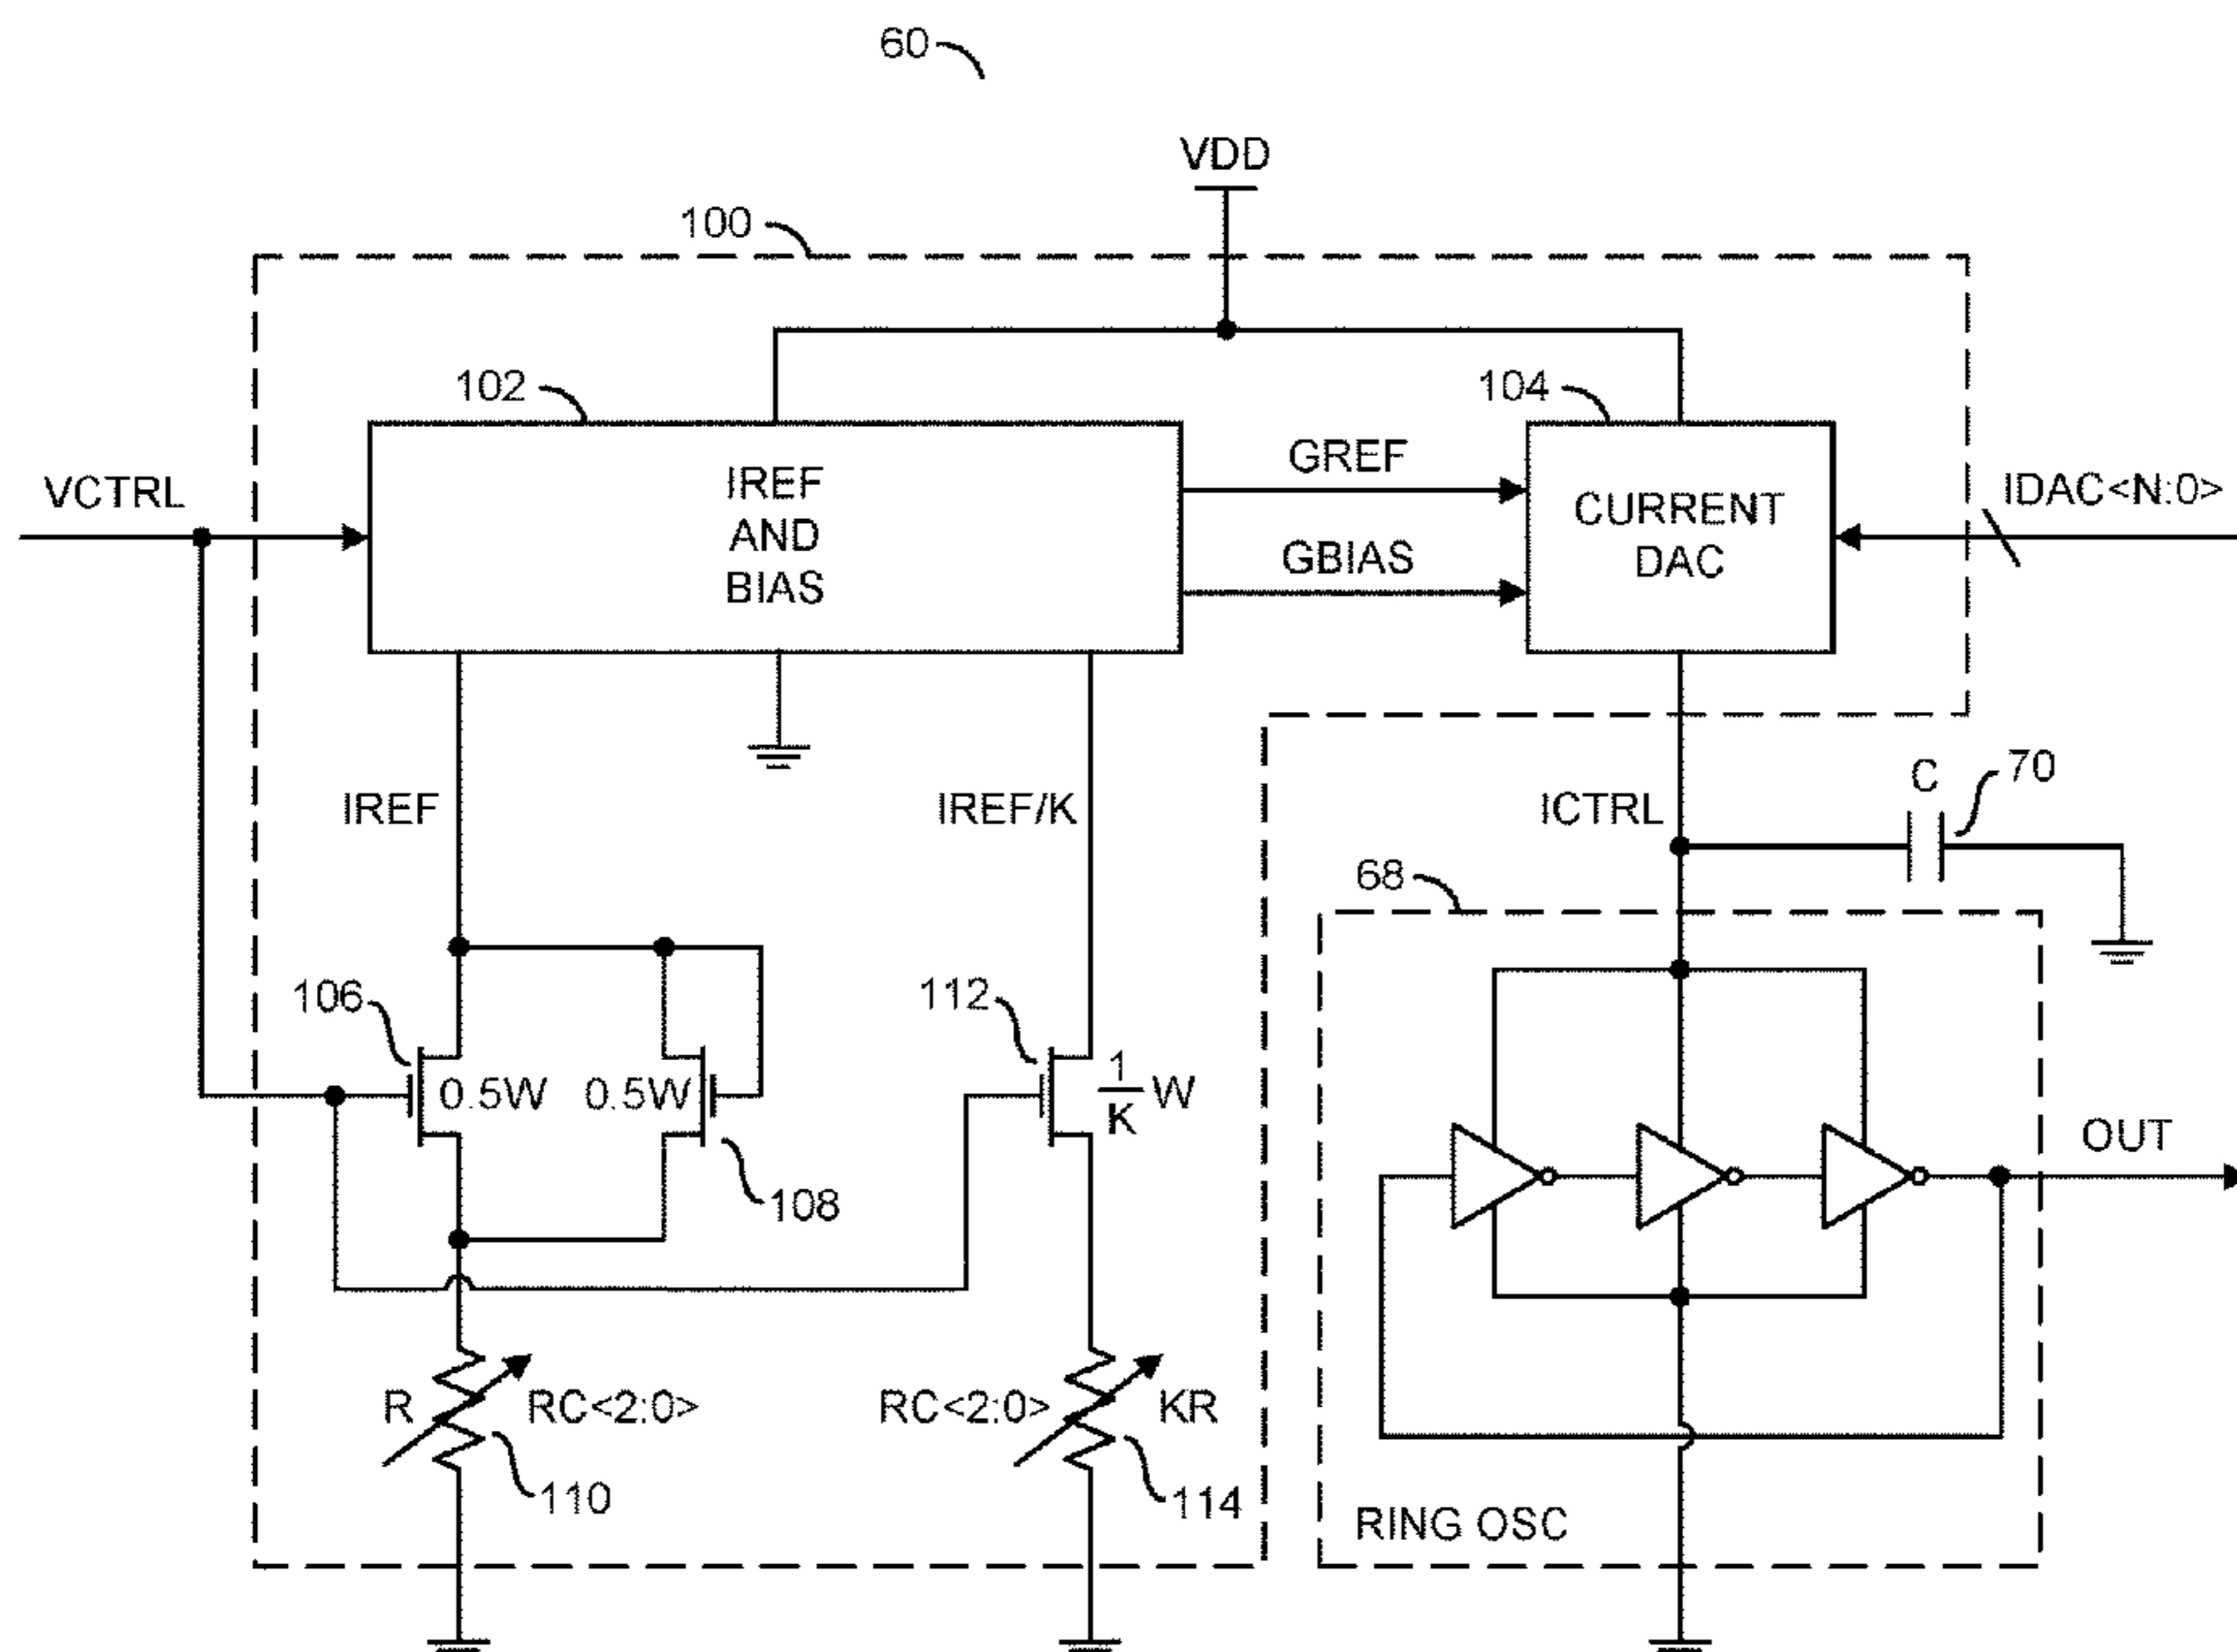 60
VDD
100
102
104
VCTRL
IREF
AND
BIAS
GREF
GBIAS
CURRENT
DAC
IDAC<N:0>
IREF
IREF/K
ICTRL
C
70
68
106
0.5W
0.5W
108
112
1
K
W
OUT
R
RC<2:0>
110
RC<2:0>
KR
114
RING OSC